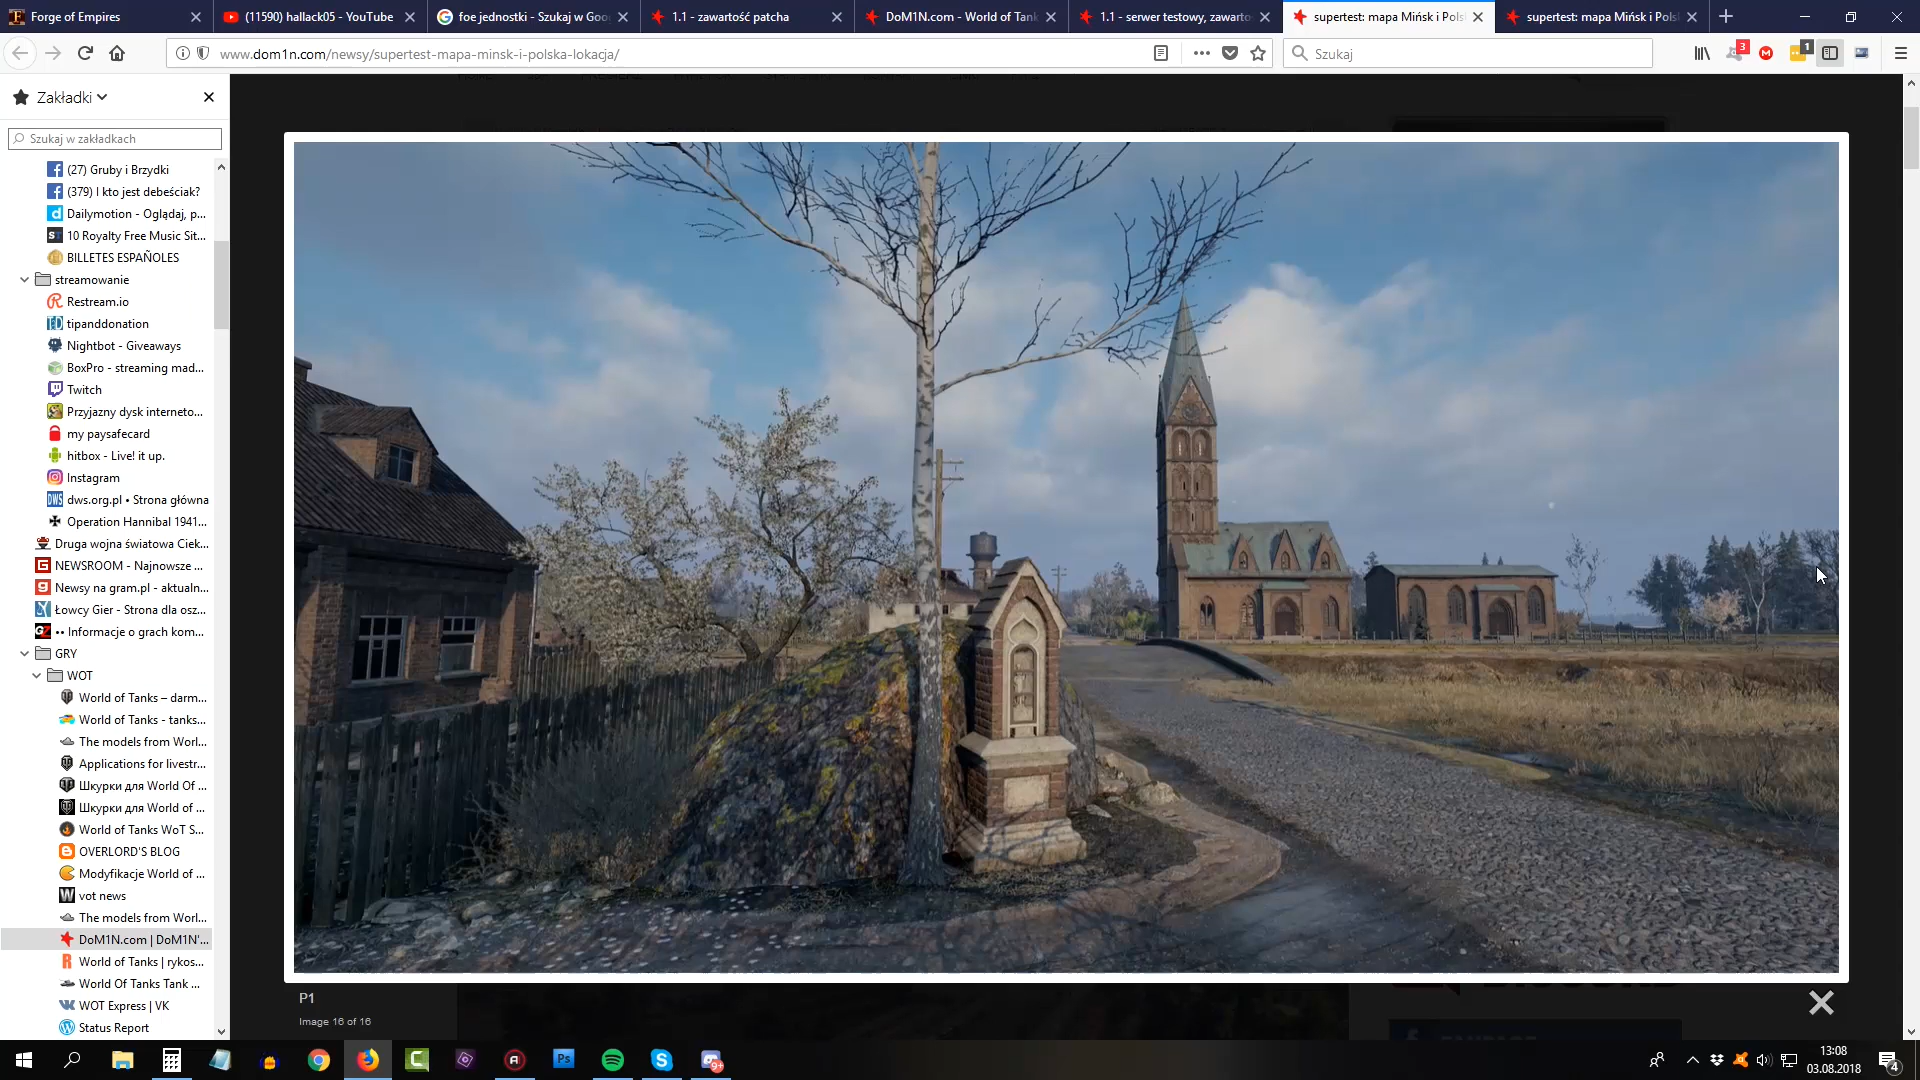 Forge of Empires
(11590) hallack05 - YouTube
foe jednostki - Szukaj w Goo
1.1 - zawartość patcha
DoM1N.com - World of Tank
1.1 - serwer testowy, zawarto
supertest: mapa Mińsk i Pols
supertest: mapa Mińsk i Pols
www.dom1n.com/newsy/supertest-mapa-minsk-i-polska-lokacja/
Szukaj
3
1
Zakładki
Szukaj w zakładkach
(27) Gruby i Brzydki
(379) I kto jest debeściak?
Dailymotion - Oglądaj, p...
10 Royalty Free Music Sit...
BILLETES ESPAÑOLES
streamowanie
Restream.io
tipanddonation
Nightbot - Giveaways
BoxPro - streaming mad...
Twitch
Przyjazny dysk interneto...
my paysafecard
hitbox - Live! it up.
Instagram
dws.org.pl • Strona główna
Operation Hannibal 1941...
Druga wojna światowa Ciek...
NEWSROOM - Najnowsze ...
Newsy na gram.pl - aktualn...
Łowcy Gier - Strona dla osz...
•• Informacje o grach kom...
GRY
WOT
World of Tanks – darm...
World of Tanks - tanks...
The models from Worl...
Applications for livestr...
Шкурки для World Of ...
Шкурки для World of ...
World of Tanks WoT S...
OVERLORD'S BLOG
Modyfikacje World of ...
vot news
The models from Worl...
DoM1N.com | DoM1N'...
World of Tanks | rykos...
World Of Tanks Tank ...
WOT Express | VK
Status Report
P1
Image 16 of 16
13:08
03.08.2018
4